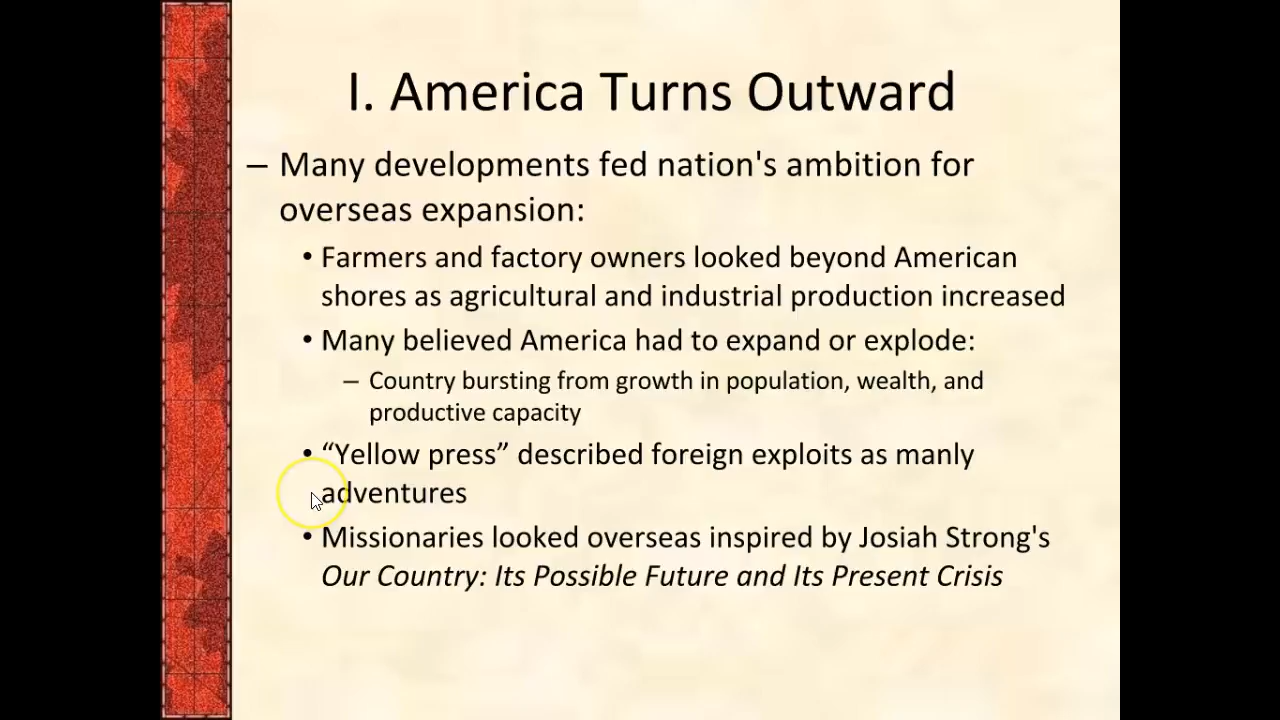 I. America Turns Outward
– Many developments fed nation's ambition for
overseas expansion:
• Farmers and factory owners looked beyond American
shores as agricultural and industrial production increased
• Many believed America had to expand or explode:
– Country bursting from growth in population, wealth, and
productive capacity
• “Yellow press” described foreign exploits as manly
adventures
• Missionaries looked overseas inspired by Josiah Strong's
Our Country: Its Possible Future and Its Present Crisis